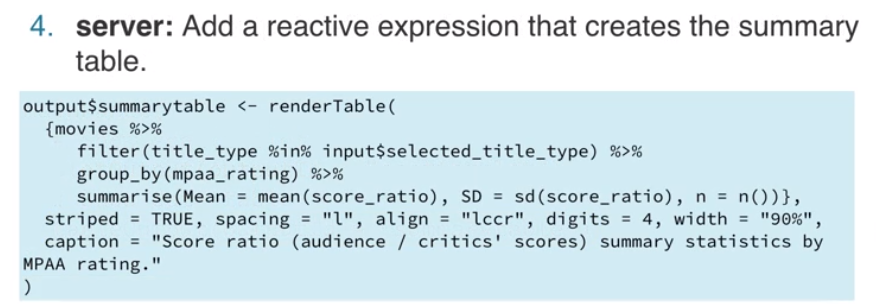 4. server: Add a reactive expression that creates the summary
table.
output$summarytable <- renderTable(
  {movies %>%
     filter(title_type %in% input$selected_title_type) %>%
     group_by(mpaa_rating) %>%
     summarise(Mean = mean(score_ratio), SD = sd(score_ratio), n = n())},
  striped = TRUE, spacing = "l", align = "lccr", digits = 4, width = "90%",
  caption = "Score ratio (audience / critics' scores) summary statistics by
MPAA rating."
)